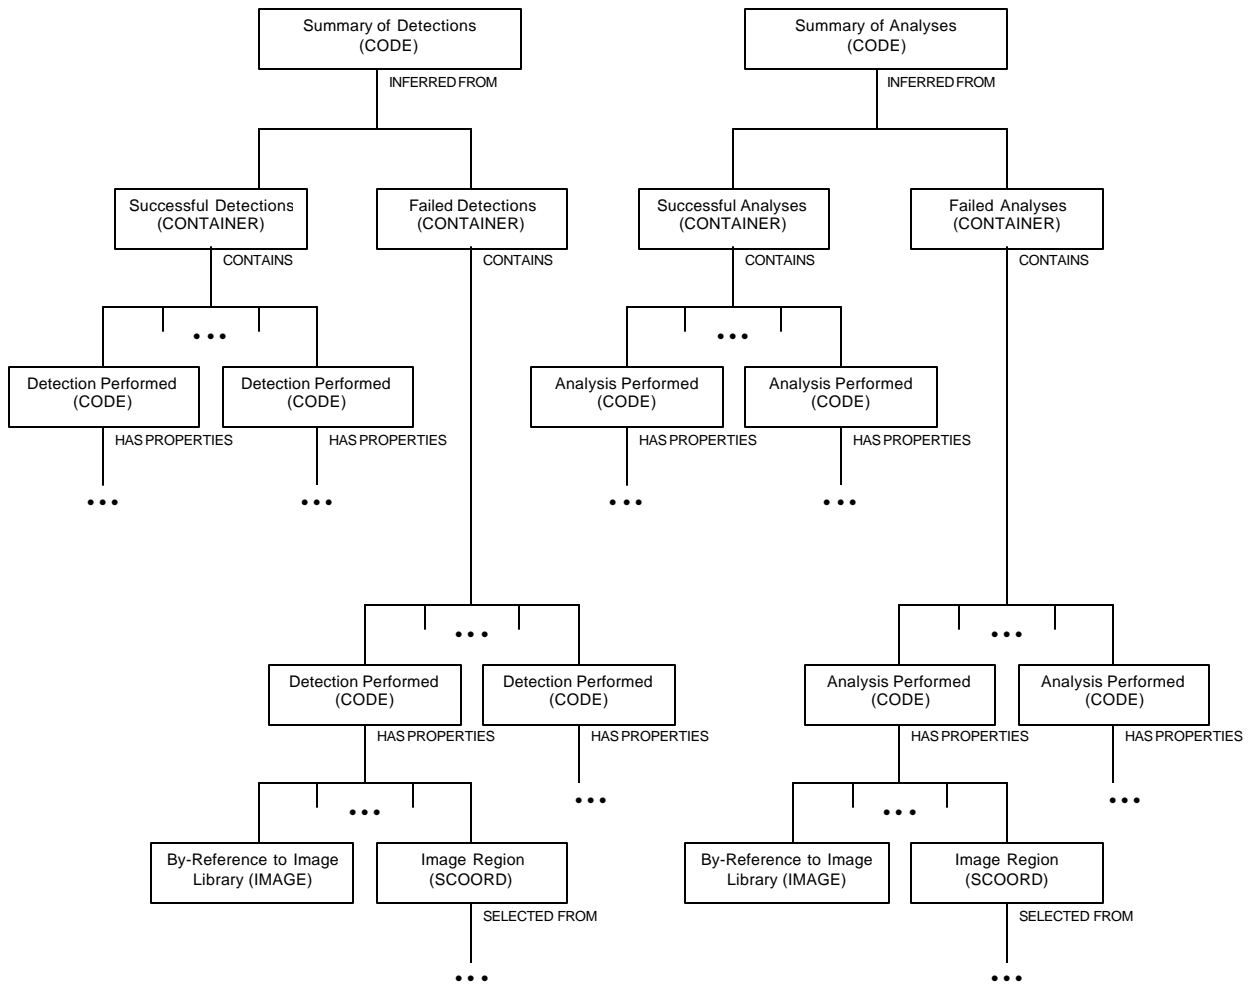 Summary of Detections
(CODE)
Summary of Analyses
(CODE)
INFERRED FROM
INFERRED FROM
Successful Detections
(CONTAINER)
Failed Detections
(CONTAINER)
Successful Analyses
(CONTAINER)
Failed Analyses
(CONTAINER)
CONTAINS
CONTAINS
CONTAINS
CONTAINS
•••
•••
Detection Performed
(CODE)
Detection Performed
(CODE)
Analysis Performed
(CODE)
Analysis Performed
(CODE)
HAS PROPERTIES
HAS PROPERTIES
HAS PROPERTIES
HAS PROPERTIES
•••
•••
•••
•••
•••
•••
Detection Performed
(CODE)
Detection Performed
(CODE)
Analysis Performed
(CODE)
Analysis Performed
(CODE)
HAS PROPERTIES
HAS PROPERTIES
HAS PROPERTIES
HAS PROPERTIES
•••
•••
•••
•••
By-Reference to Image
Library (IMAGE)
Image Region
(SCOORD)
By-Reference to Image
Library (IMAGE)
Image Region
(SCOORD)
SELECTED FROM
SELECTED FROM
•••
•••